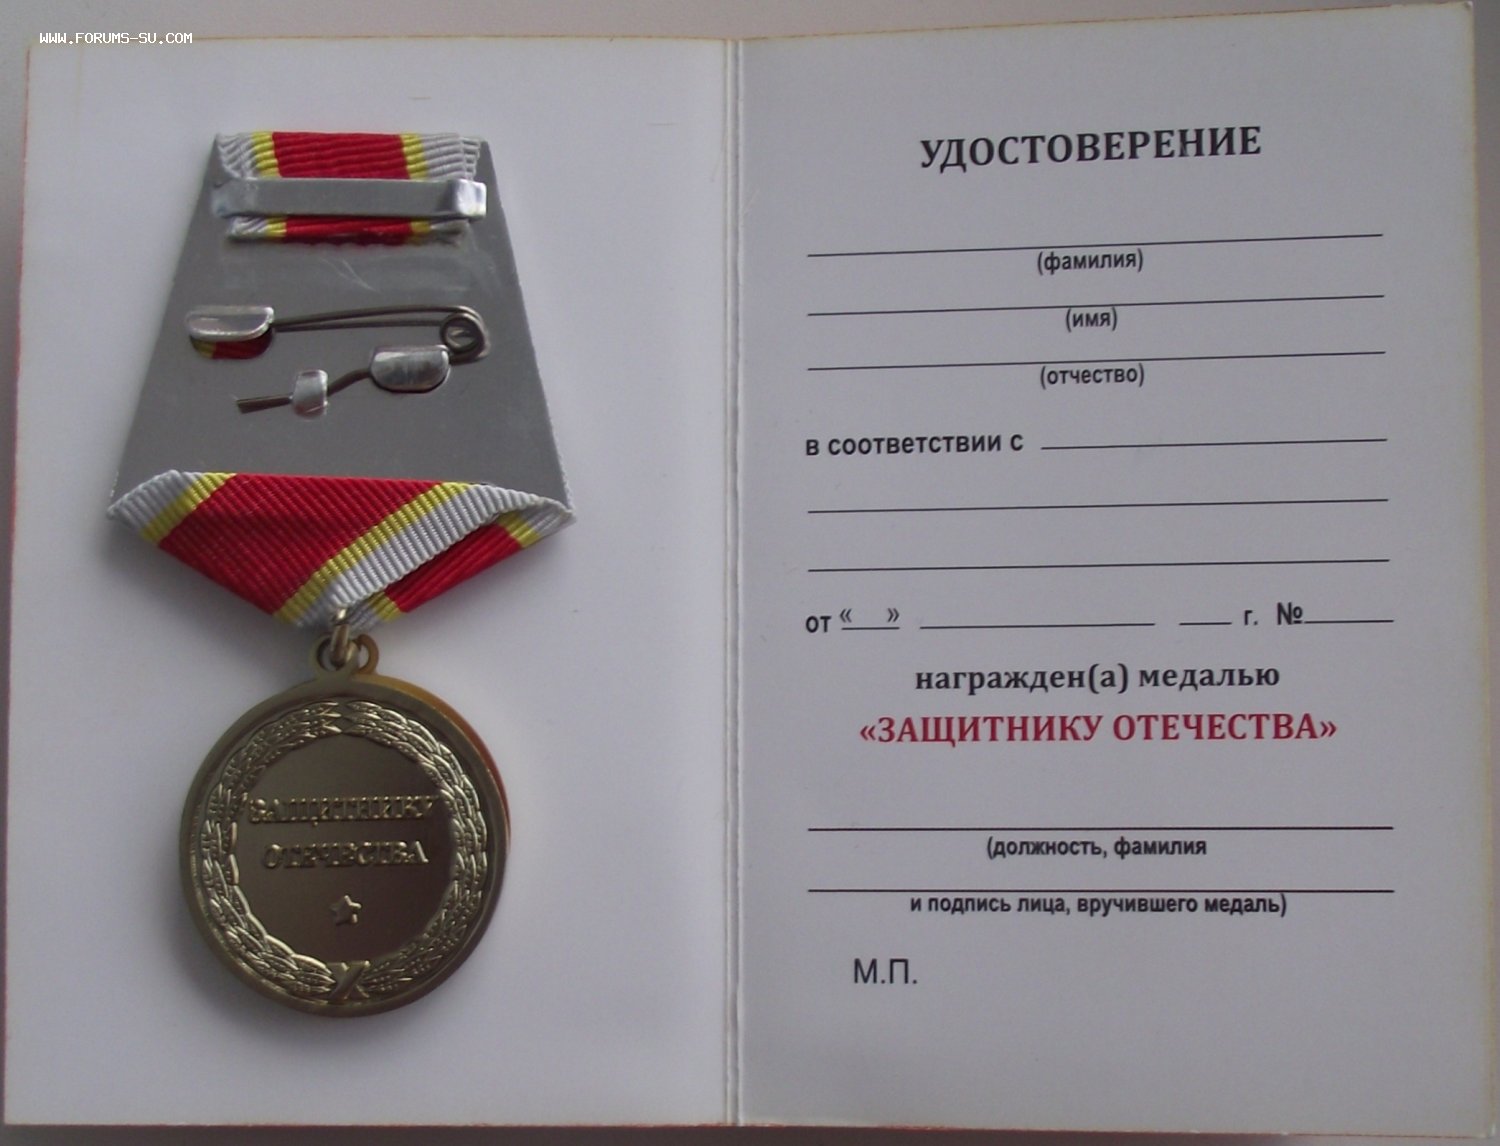 WWW.FORUMS-SU.COM
ЗАЩИТНИКУ
ОТЕЧЕСТВА
УДОСТОВЕРЕНИЕ
(фамилия)
(имя)
(отчество)
в соответствии с
от « » г. №
награжден(а) медалью
«ЗАЩИТНИКУ ОТЕЧЕСТВА»
(должность, фамилия
и подпись лица, вручившего медаль)
М.П.